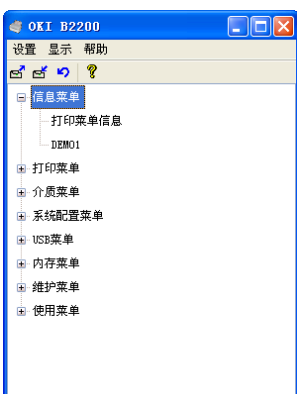 OKI B2200
设置 显示 帮助
信息菜单
打印菜单信息
DEMO1
打印菜单
介质菜单
系统配置菜单
USB菜单
内存菜单
维护菜单
使用菜单